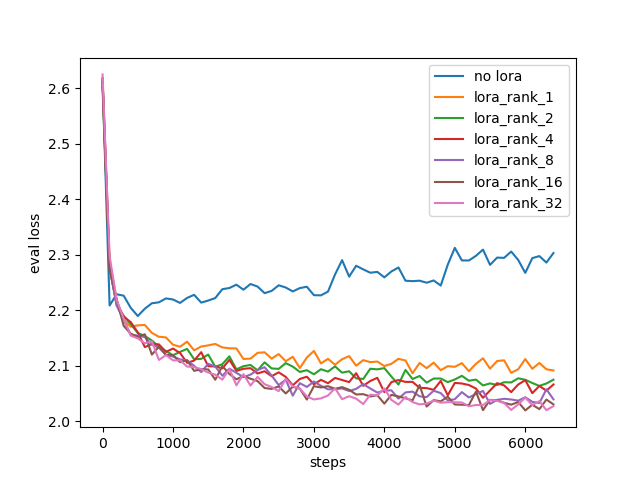 2.6
2.5
2.4
2.3
2.2
2.1
2.0
eval loss
0
1000
2000
3000
4000
5000
6000
steps
no lora
lora_rank_1
lora_rank_2
lora_rank_4
lora_rank_8
lora_rank_16
lora_rank_32